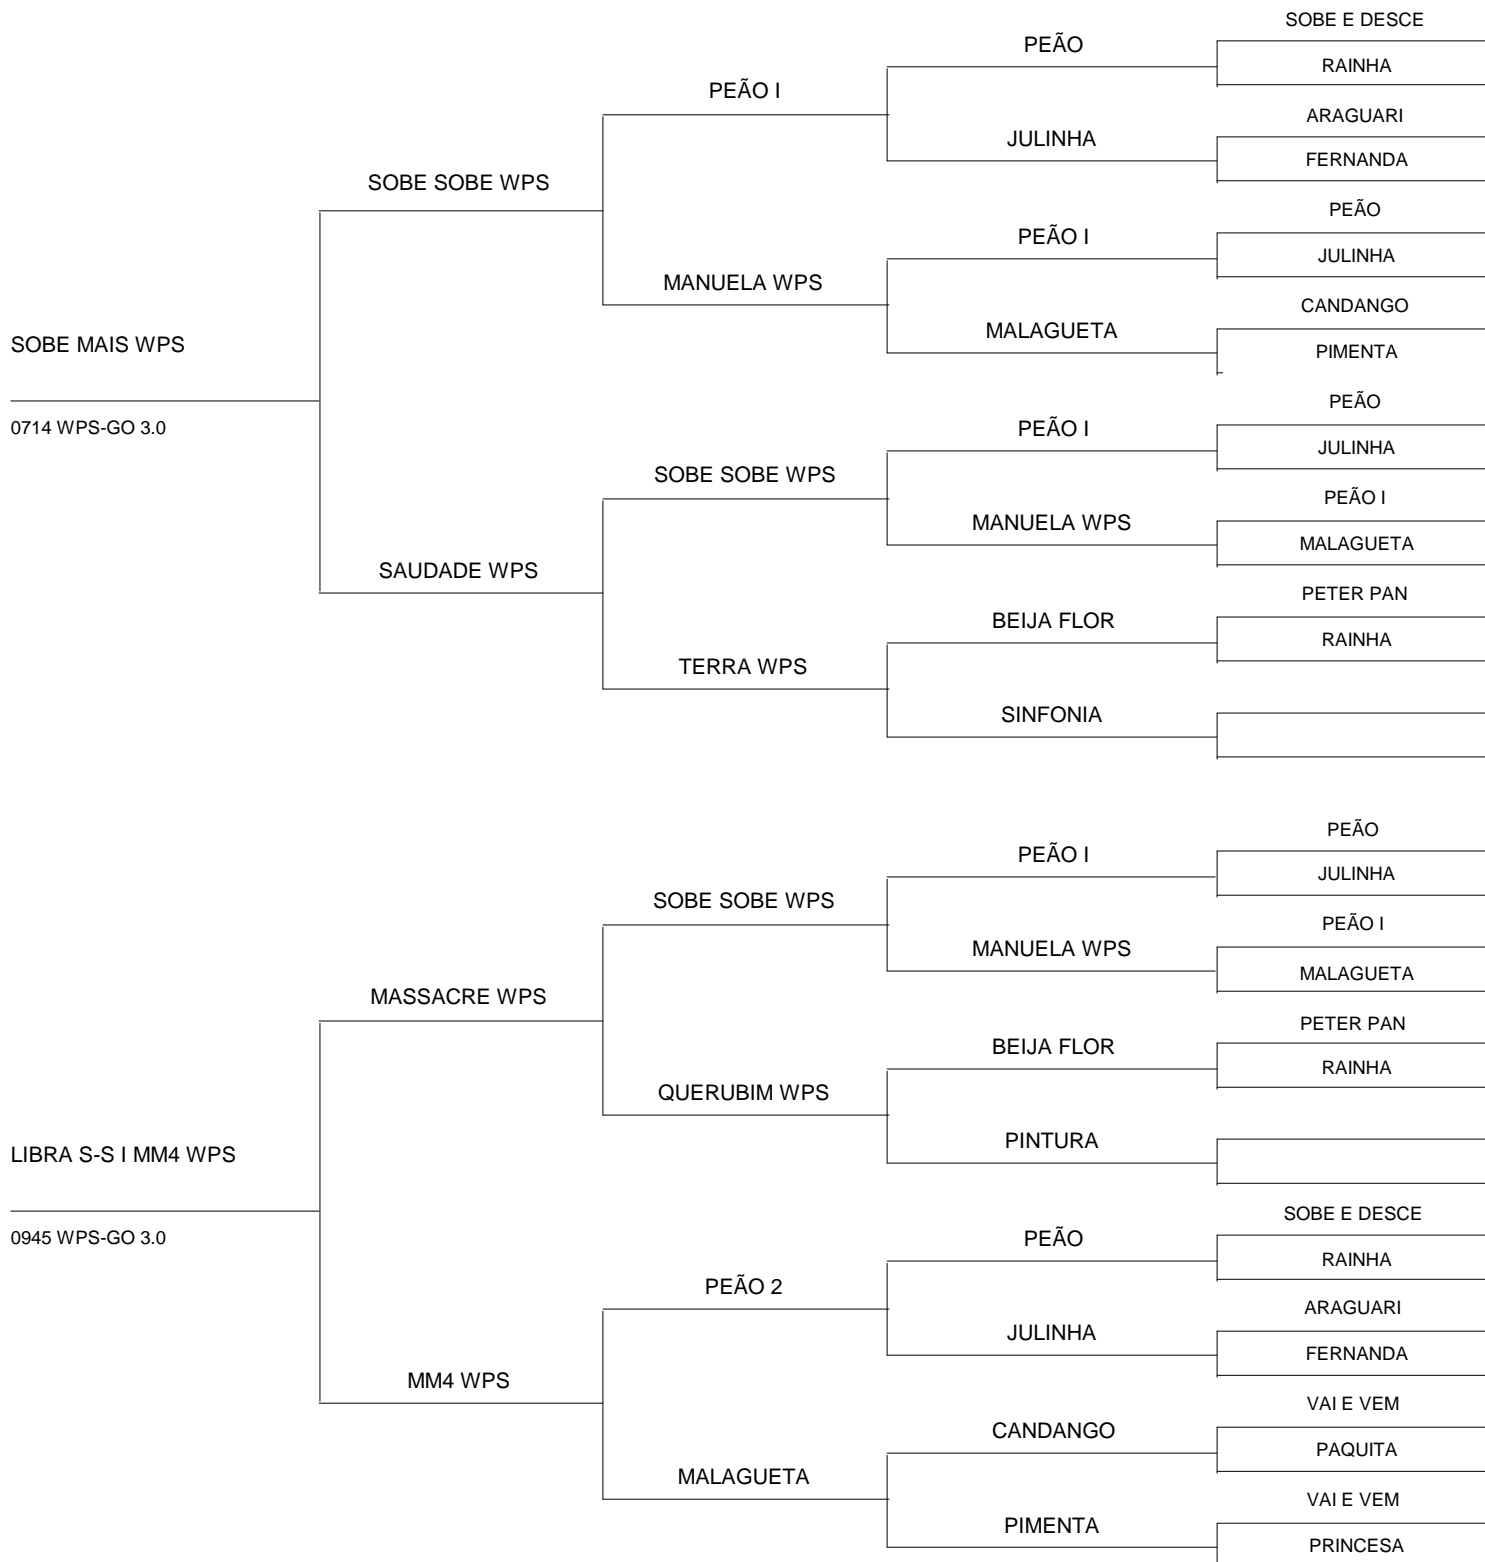 SOBE E DESCE
PEÃO
RAINHA
PEÃO I
ARAGUARI
JULINHA
FERNANDA
SOBE SOBE WPS
PEÃO
PEÃO I
JULINHA
MANUELA WPS
CANDANGO
MALAGUETA
PIMENTA
SOBE MAIS WPS
0714 WPS-GO 3.0
PEÃO
PEÃO I
JULINHA
SOBE SOBE WPS
PEÃO I
MANUELA WPS
MALAGUETA
SAUDADE WPS
PETER PAN
BEIJA FLOR
RAINHA
TERRA WPS
SINFONIA
PEÃO
PEÃO I
JULINHA
SOBE SOBE WPS
PEÃO I
MANUELA WPS
MALAGUETA
MASSACRE WPS
PETER PAN
BEIJA FLOR
RAINHA
QUERUBIM WPS
PINTURA
LIBRA S-S I MM4 WPS
0945 WPS-GO 3.0
SOBE E DESCE
PEÃO
RAINHA
PEÃO 2
ARAGUARI
JULINHA
FERNANDA
MM4 WPS
VAI E VEM
CANDANGO
PAQUITA
MALAGUETA
VAI E VEM
PIMENTA
PRINCESA